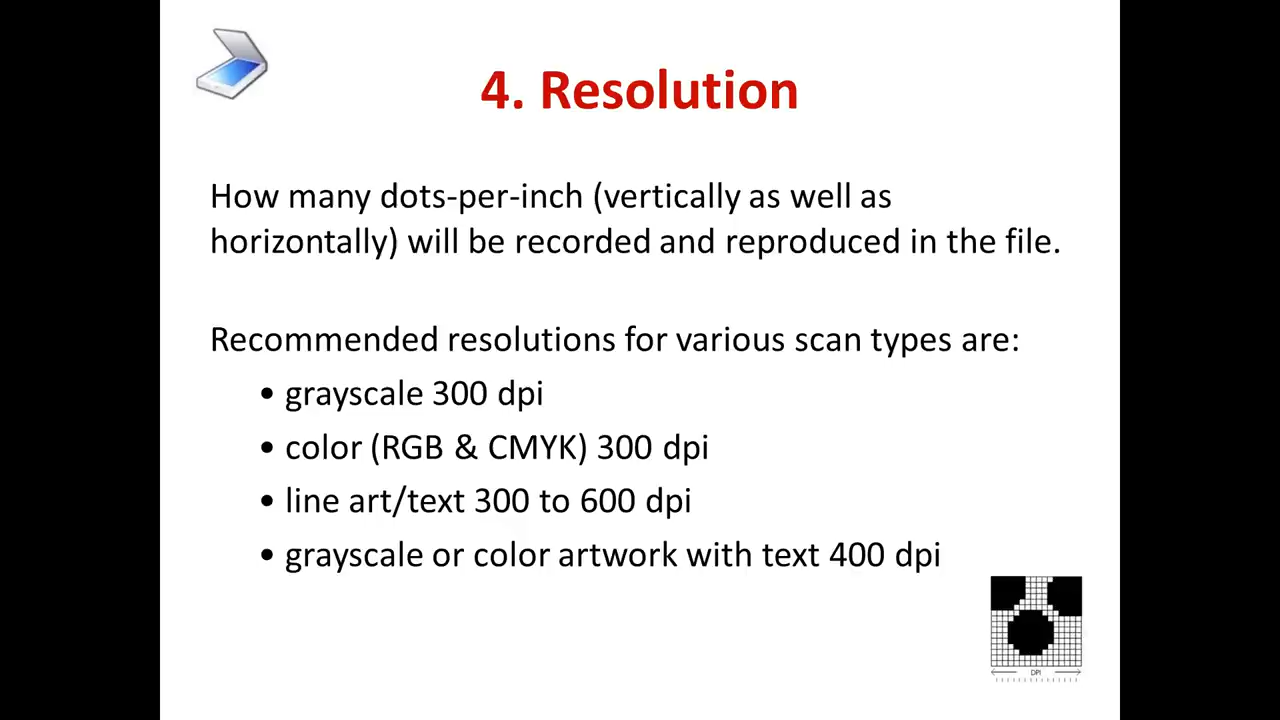 4. Resolution
How many dots-per-inch (vertically as well as
horizontally) will be recorded and reproduced in the file.
Recommended resolutions for various scan types are:
• grayscale 300 dpi
• color (RGB & CMYK) 300 dpi
• line art/text 300 to 600 dpi
• grayscale or color artwork with text 400 dpi
DPI